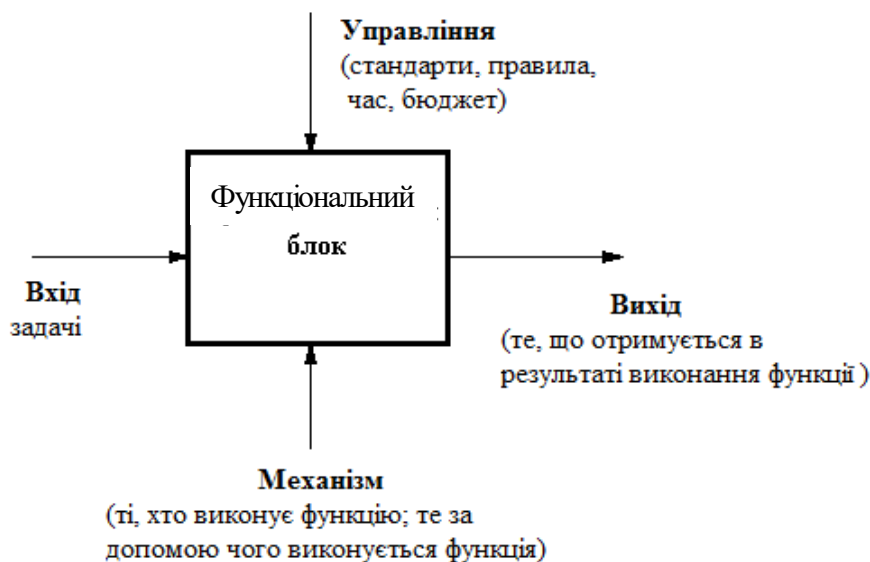 Управління
(стандарти, правила,
час, бюджет)
Функціональний
блок
Вхід
задачі
Вихід
(те, що отримується в
результаті виконання функції )
Механізм
(ті, хто виконує функцію; те за
допомою чого виконується функція)